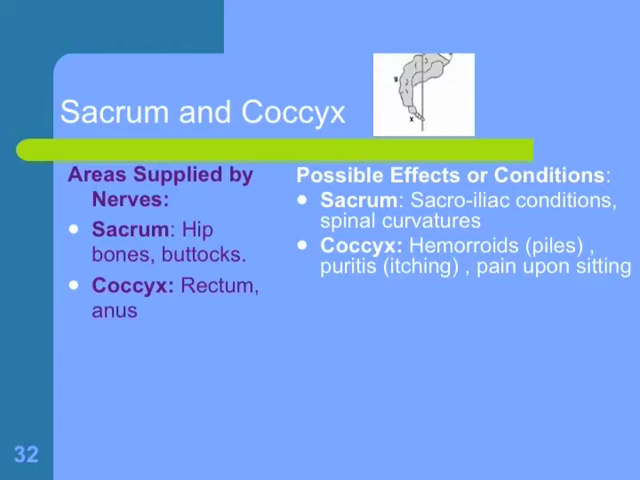 Sacrum and Coccyx
Areas Supplied by
Nerves:
Sacrum: Hip
bones, buttocks.
Coccyx: Rectum,
anus
Possible Effects or Conditions:
Sacrum: Sacro-iliac conditions,
spinal curvatures
Coccyx: Hemorroids (piles) ,
puritis (itching) , pain upon sitting
32